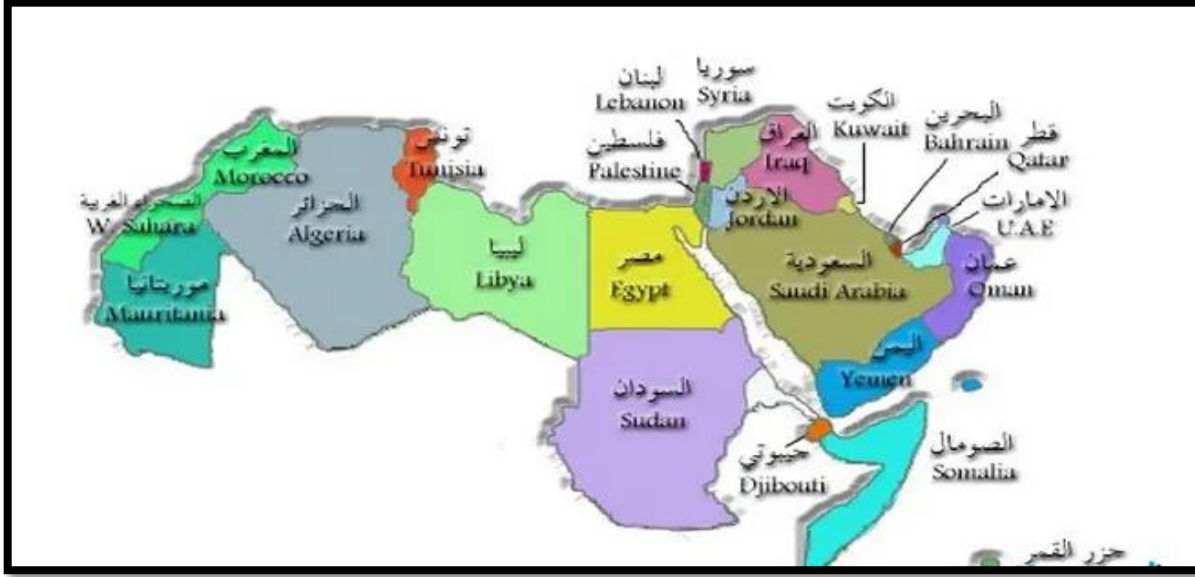 سوريا
Syria
لبنان
Lebanon
فلسطين
Palestine
العراق
Iraq
الكويت
Kuwait
البحرين
Bahrain
قطر
Qatar
الامارات
U.A.E
عمان
Oman
المغرب
Morocco
تونس
Tunisia
الصحراء الغربية
W. Sahara
الجزائر
Algeria
ليبيا
Libya
مصر
Egypt
الاردن
Jordan
السعودية
Saudi Arabia
موريتانيا
Mauritania
اليمن
Yemen
السودان
Sudan
جيبوتي
Djibouti
الصومال
Somalia
جزر القمر